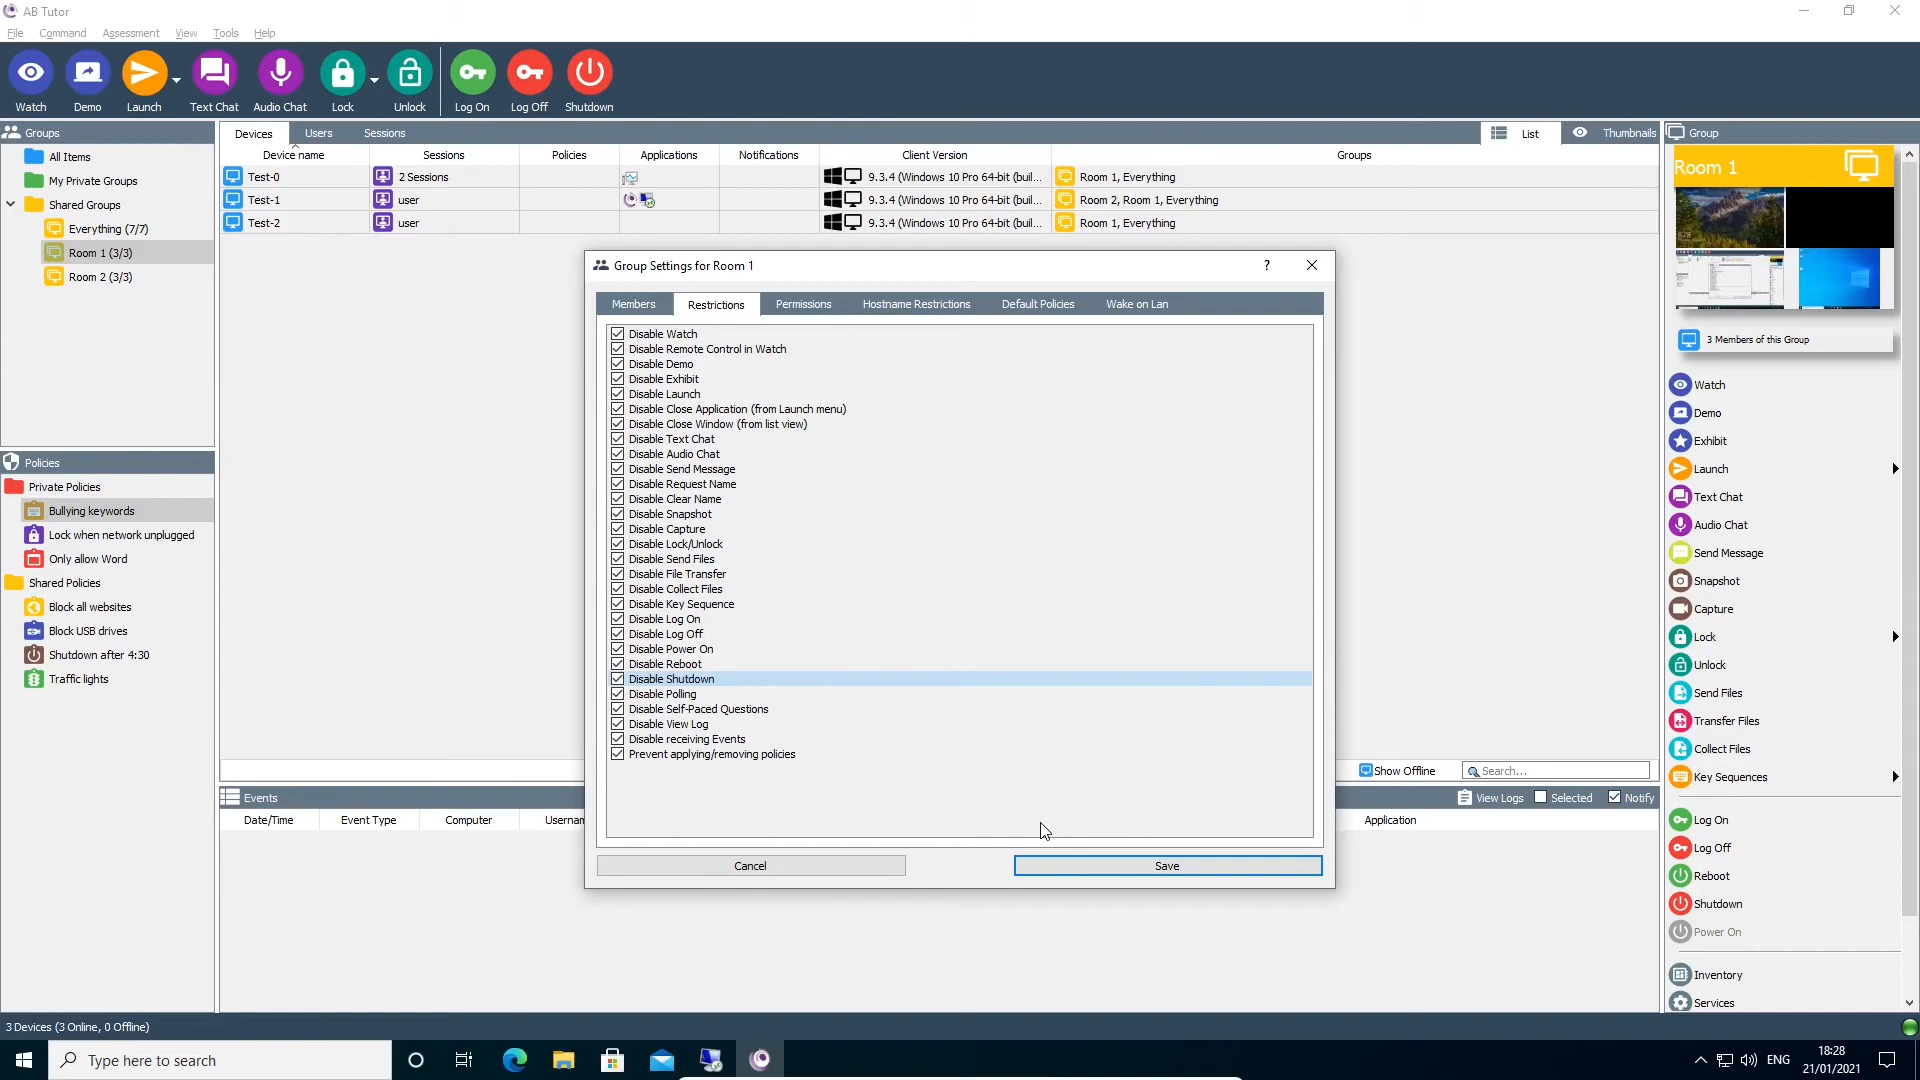 AB Tutor
File Command Assessment View Tools Help
Watch Demo Launch Text Chat Audio Chat Lock Unlock Log On Log Off Shutdown
Groups
All Items
My Private Groups
Shared Groups
Everything (7/7)
Room 1 (3/3)
Room 2 (3/3)
Policies
Private Policies
Bullying keywords
Lock when network unplugged
Only allow Word
Shared Policies
Block all websites
Block USB drives
Shutdown after 4:30
Traffic lights
Devices Users Sessions List Thumbnails
Device name Sessions Policies Applications Notifications Client Version Groups
Test-0 2 Sessions 9.3.4 (Windows 10 Pro 64-bit (buil... Room 1, Everything
Test-1 user 9.3.4 (Windows 10 Pro 64-bit (buil... Room 2, Room 1, Everything
Test-2 user 9.3.4 (Windows 10 Pro 64-bit (buil... Room 1, Everything
Group Settings for Room 1 ?
Members Restrictions Permissions Hostname Restrictions Default Policies Wake on Lan
Disable Watch
Disable Remote Control in Watch
Disable Demo
Disable Exhibit
Disable Launch
Disable Close Application (from Launch menu)
Disable Close Window (from list view)
Disable Text Chat
Disable Audio Chat
Disable Send Message
Disable Request Name
Disable Clear Name
Disable Snapshot
Disable Capture
Disable Lock/Unlock
Disable Send Files
Disable File Transfer
Disable Collect Files
Disable Key Sequence
Disable Log On
Disable Log Off
Disable Power On
Disable Reboot
Disable Shutdown
Disable Polling
Disable Self-Paced Questions
Disable View Log
Disable receiving Events
Prevent applying/removing policies
Cancel Save
Show Offline Search...
Events View Logs Selected Notify
Date/Time Event Type Computer Usernam Application
Group
Room 1
3 Members of this Group
Watch
Demo
Exhibit
Launch
Text Chat
Audio Chat
Send Message
Snapshot
Capture
Lock
Unlock
Send Files
Transfer Files
Collect Files
Key Sequences
Log On
Log Off
Reboot
Shutdown
Power On
Inventory
Services
3 Devices (3 Online, 0 Offline)
Type here to search
ENG
18:28
21/01/2021